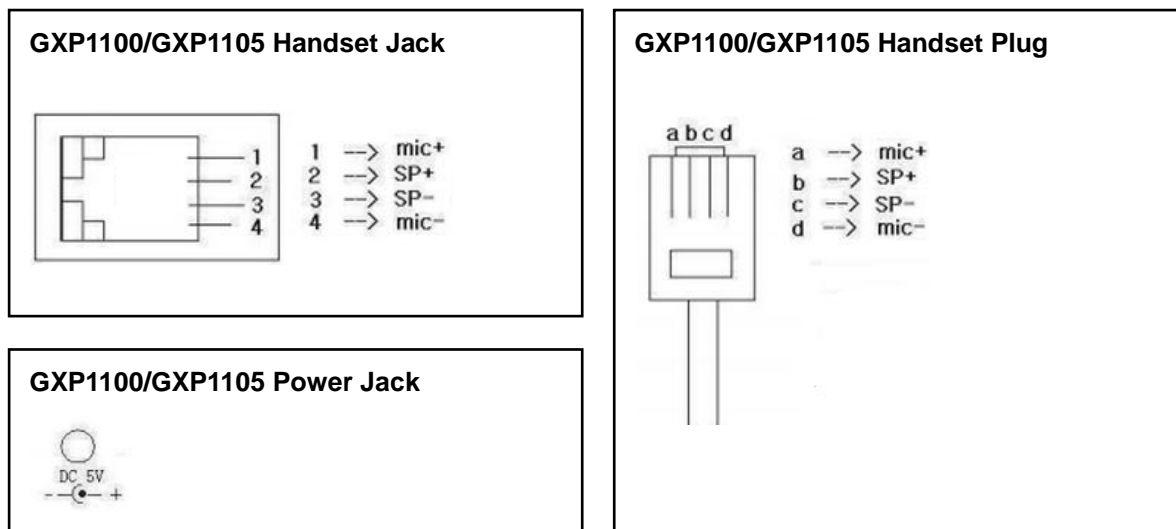 GXP1100/GXP1105 Handset Jack
1
2
3
4
1 --> mic+
2 --> SP+
3 --> SP-
4 --> mic-
GXP1100/GXP1105 Power Jack
DC 5V
- +
GXP1100/GXP1105 Handset Plug
a b c d
a --> mic+
b --> SP+
c --> SP-
d --> mic-